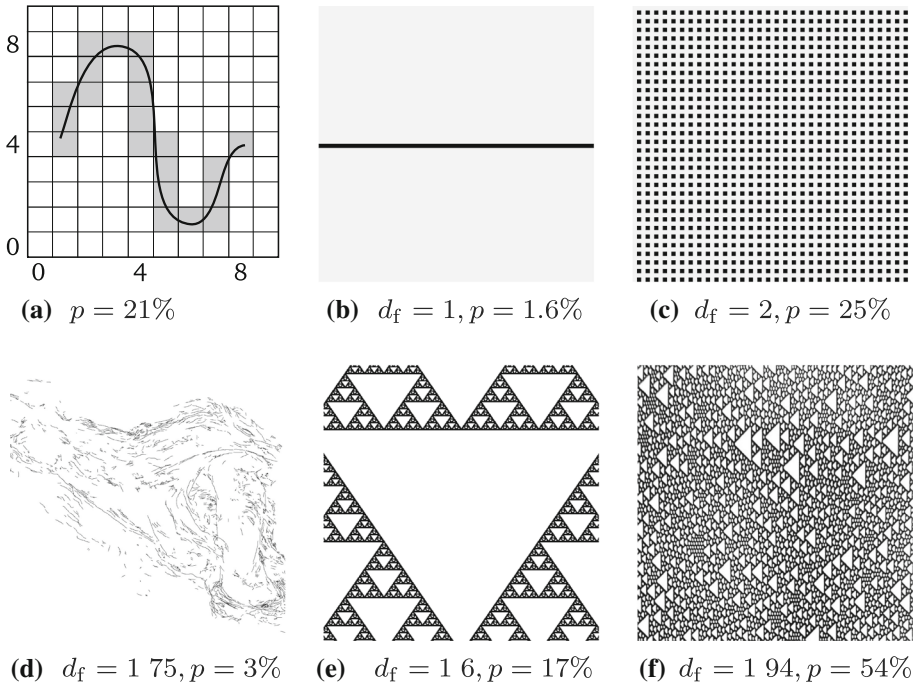 8
4
0
0 4 8
(a) p = 21%
(b) d_f = 1, p = 1.6%
(c) d_f = 2, p = 25%
(d) d_f = 1 75, p = 3%
(e) d_f = 1 6, p = 17%
(f) d_f = 1 94, p = 54%